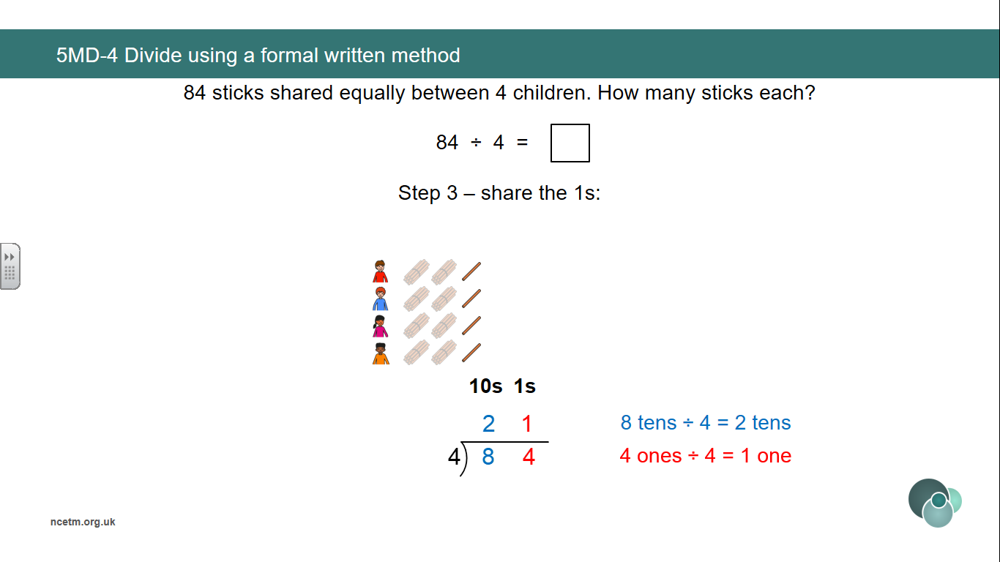 5MD-4 Divide using a formal written method
84 sticks shared equally between 4 children. How many sticks each?
84 ÷ 4 =
Step 3 – share the 1s:
10s 1s
2 1
8 tens ÷ 4 = 2 tens
4 8 4
4 ones ÷ 4 = 1 one
ncetm.org.uk